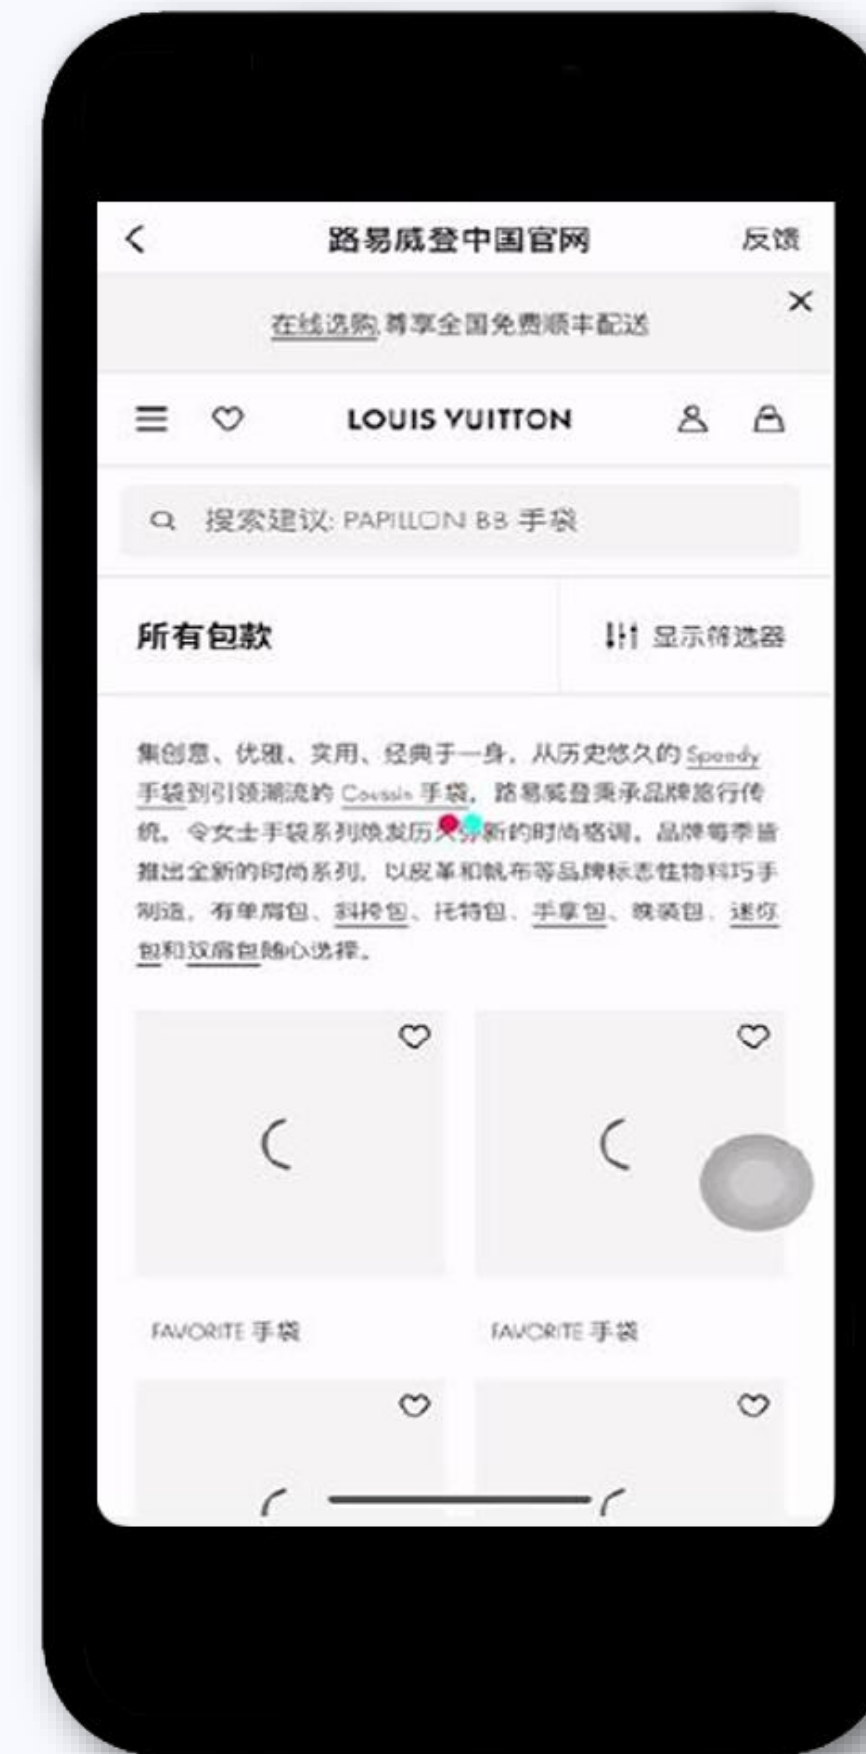 路易威登中国官网
反馈
在线选购,尊享全国免费顺丰配送
LOUIS VUITTON
搜索建议: PAPILLON BB 手袋
所有包款
显示筛选器
集创意、优雅、实用、经典于一身,从历史悠久的 Speedy
手袋到引领潮流的 Coussin 手袋,路易威登秉承品牌旅行传
统,令女士手袋系列焕发历久弥新的时尚格调。品牌每季皆
推出全新的时尚系列,以皮革和帆布等品牌标志性物料巧手
制造,有单肩包、斜挎包、托特包、手拿包、晚装包、迷你
包和双肩包随心选择。
FAVORITE 手袋
FAVORITE 手袋